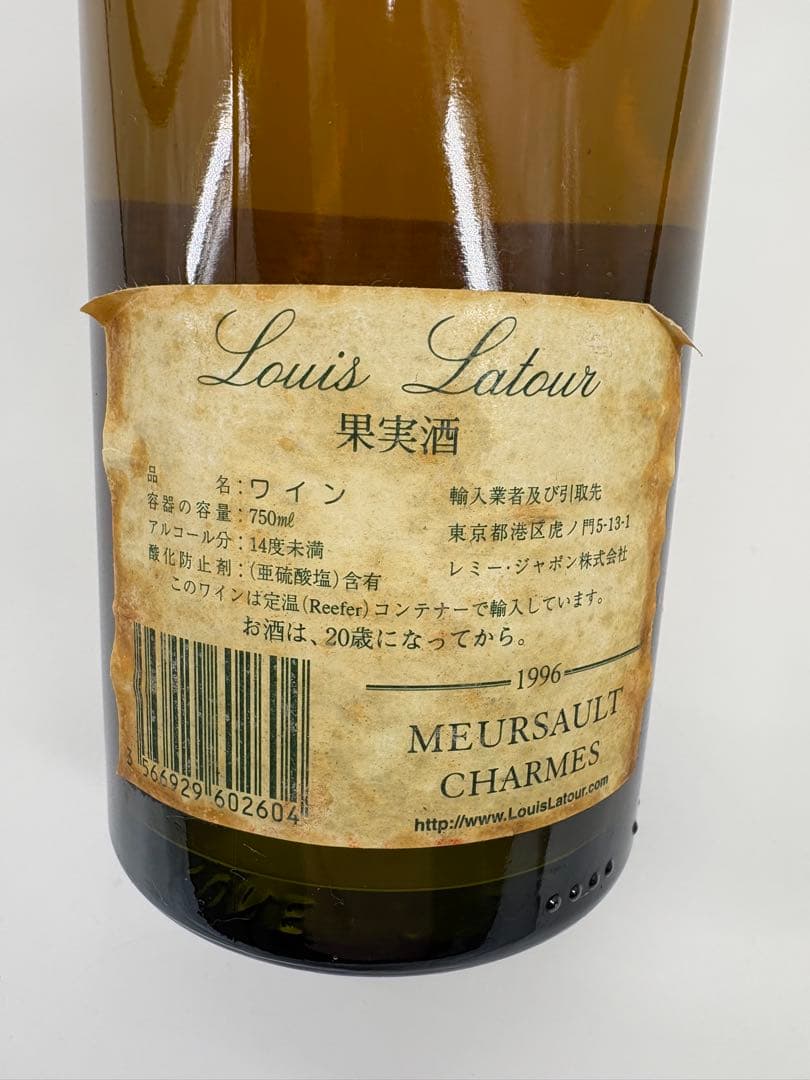 Louis Latour
果実酒
品名：ワイン
容器の容量：750ml
アルコール分：14度未満
酸化防止剤：(亜硫酸塩)含有
輸入業者及び引取先
東京都港区虎ノ門5-13-1
レミー・ジャポン株式会社
このワインは定温(Reefer)コンテナーで輸入しています。
お酒は、20歳になってから。
3 566929 602604
1996
MEURSAULT
CHARMES
http://www.LouisLatour.com